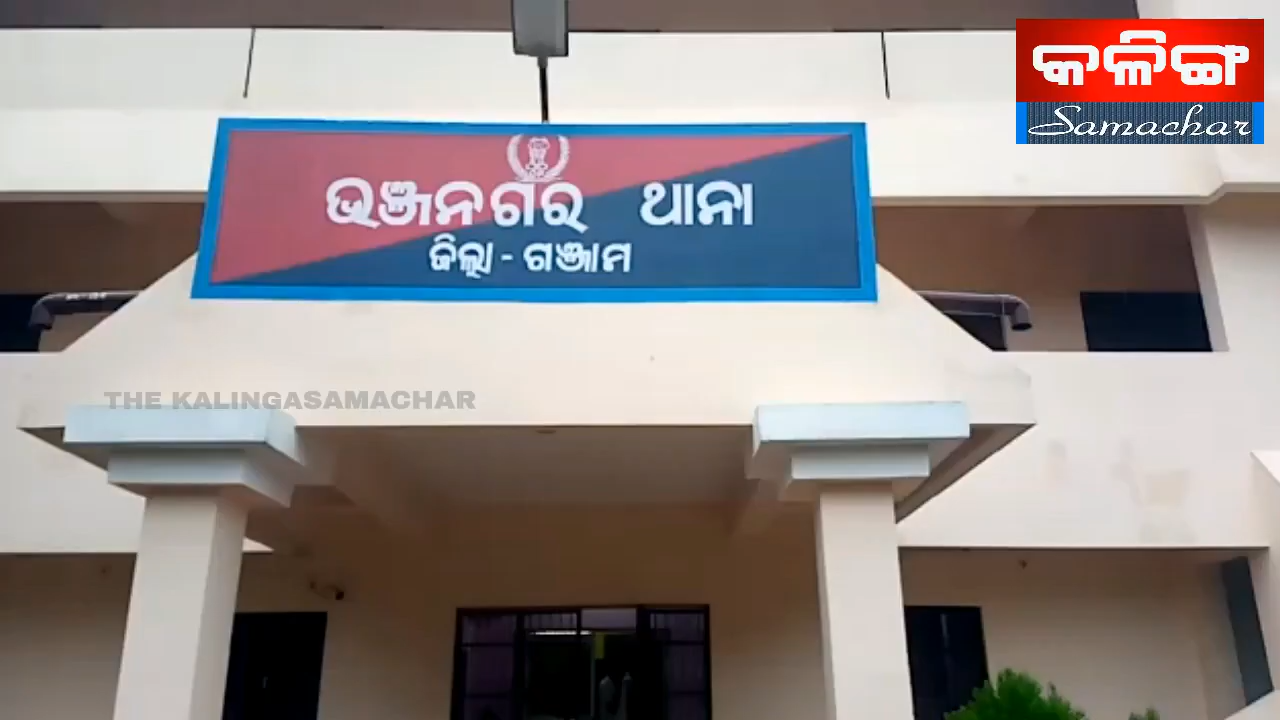 କଳିଙ୍ଗ
Samachar
ଭଞ୍ଜନଗର ଥାନା
ଜିଲ୍ଲା - ଗଞ୍ଜାମ
THE KALINGASAMACHAR